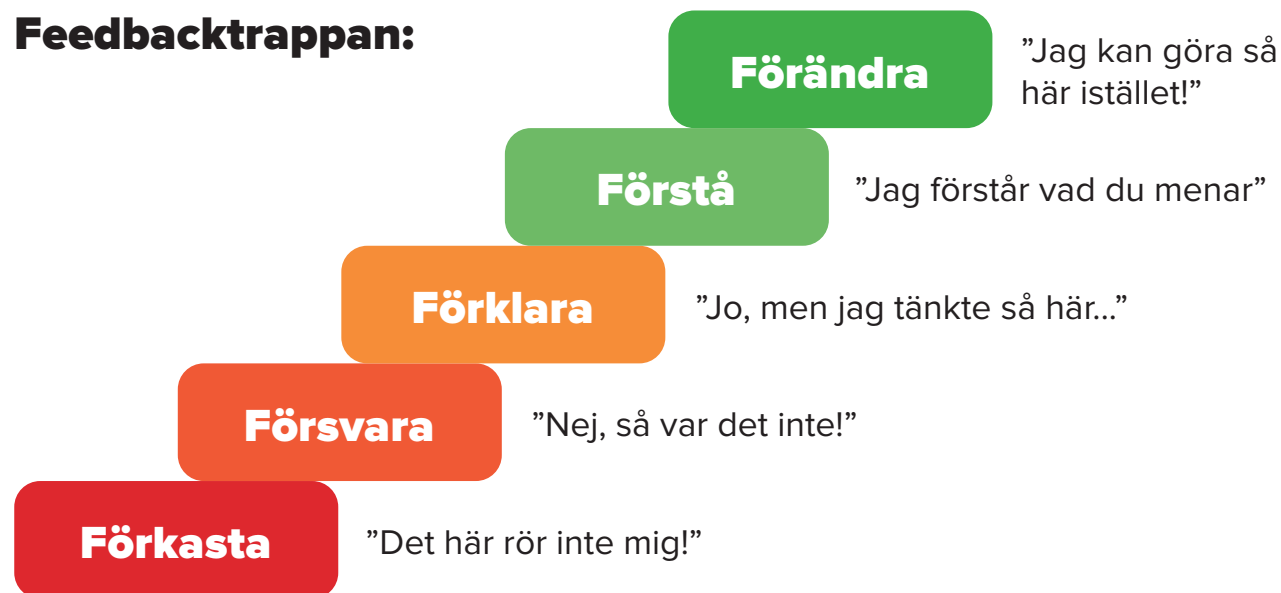 Feedbacktrappan:
Förändra
”Jag kan göra så
här istället!”
Förstå
”Jag förstår vad du menar”
Förklara
”Jo, men jag tänkte så här...”
Försvara
”Nej, så var det inte!”
Förkasta
”Det här rör inte mig!”